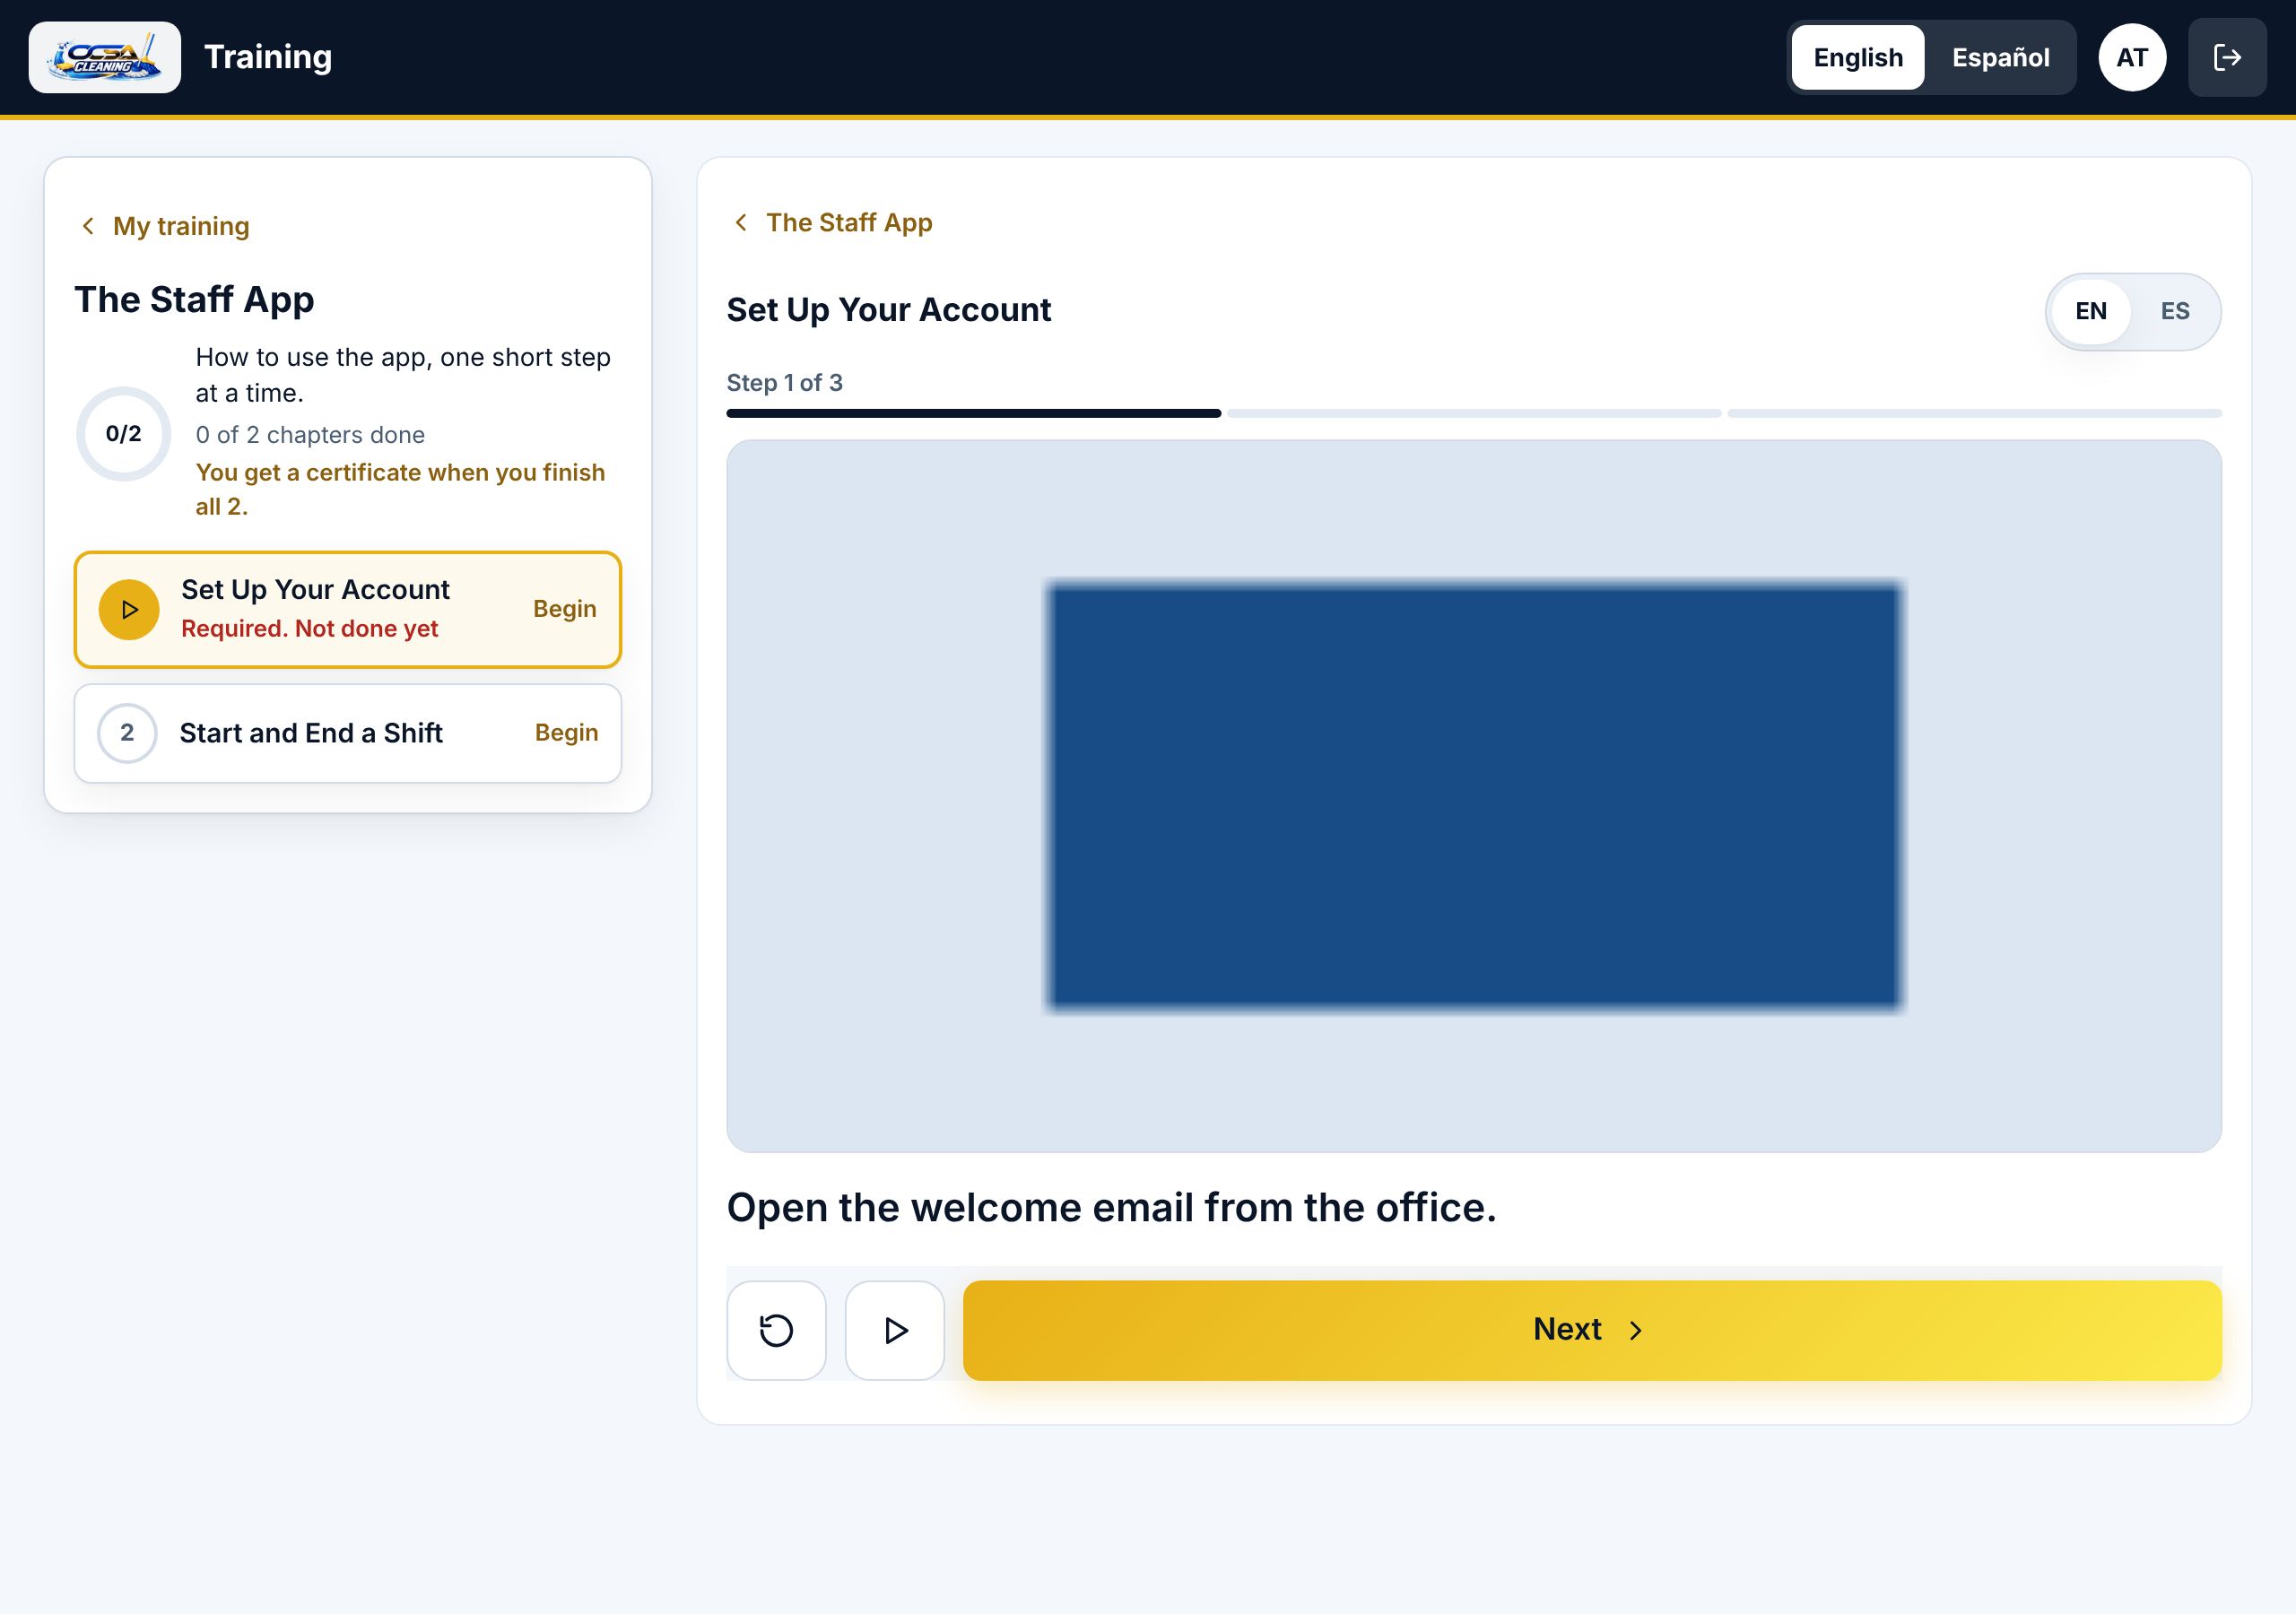 OCSA
CLEANING
Training
English
Español
AT
My training
The Staff App
0/2
How to use the app, one short step
at a time.
0 of 2 chapters done
You get a certificate when you finish
all 2.
Set Up Your Account
Required. Not done yet
Begin
2
Start and End a Shift
Begin
The Staff App
Set Up Your Account
EN
ES
Step 1 of 3
Open the welcome email from the office.
Next